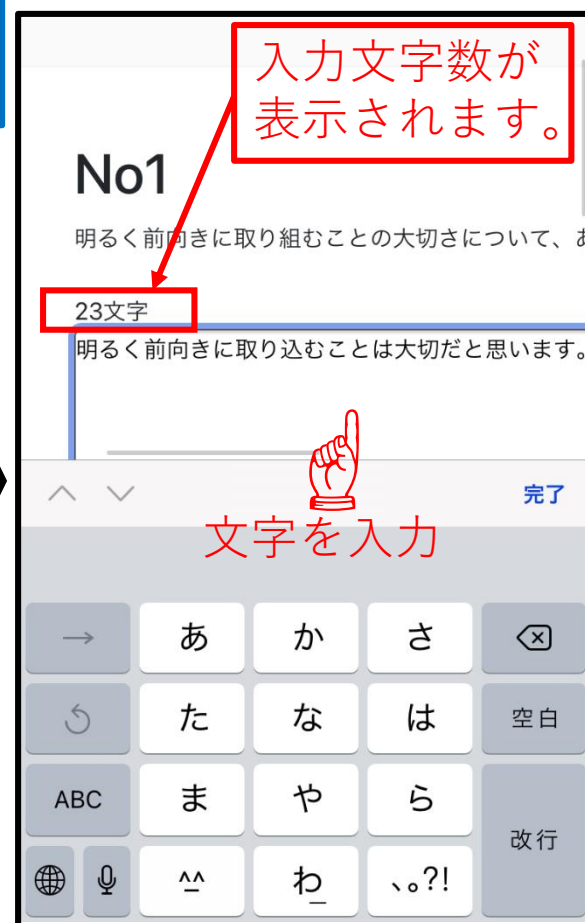 入力文字数が
表示されます。
No1
明るく前向きに取り組むことの大切さについて、あ
23文字
明るく前向きに取り込むことは大切だと思います。
完了
文字を入力
→ あ か さ
た な は 空白
ABC ま や ら
改行
^^ わ_ 、。?!